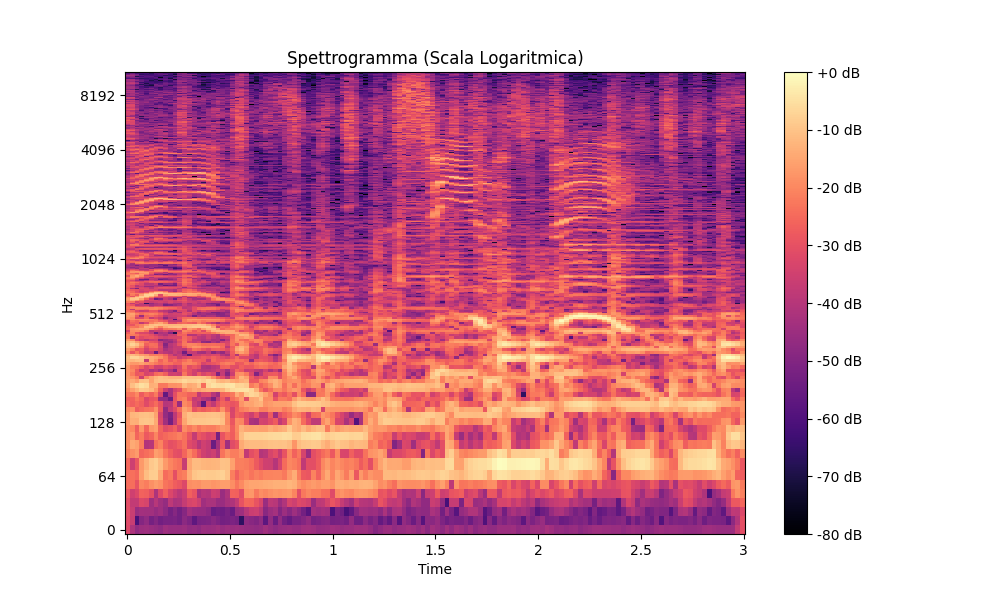 Spettrogramma (Scala Logaritmica)
Hz
8192
4096
2048
1024
512
256
128
64
0
0 0.5 1 1.5 2 2.5 3
Time
+0 dB
-10 dB
-20 dB
-30 dB
-40 dB
-50 dB
-60 dB
-70 dB
-80 dB